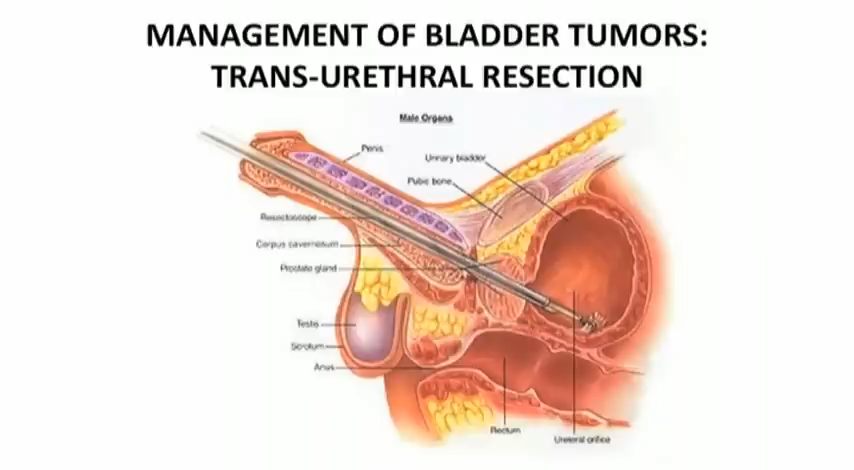 MANAGEMENT OF BLADDER TUMORS:
TRANS-URETHRAL RESECTION
Male Organs
Penis
Urinary bladder
Pubic bone
Resectoscope
Corpus cavernosum
Prostate gland
Testis
Scrotum
Anus
Rectum
Ureteral orifice